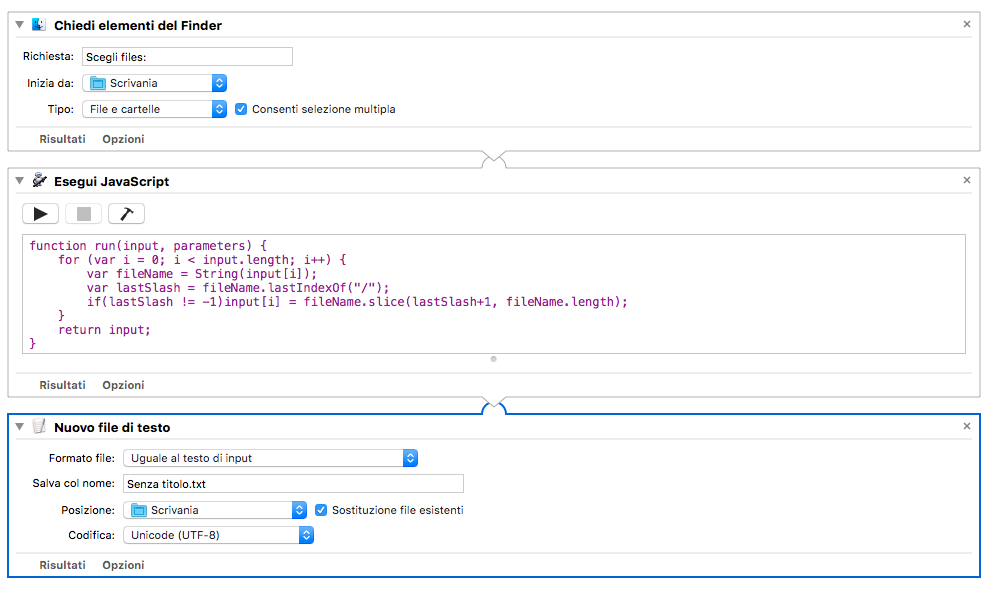 Chiedi elementi del Finder
Richiesta: Scegli files:
Inizia da: Scrivania
Tipo: File e cartelle Consenti selezione multipla
Risultati Opzioni
Esegui JavaScript
function run(input, parameters) {
    for (var i = 0; i < input.length; i++) {
        var fileName = String(input[i]);
        var lastSlash = fileName.lastIndexOf("/");
        if(lastSlash != -1)input[i] = fileName.slice(lastSlash+1, fileName.length);
    }
    return input;
}
Risultati Opzioni
Nuovo file di testo
Formato file: Uguale al testo di input
Salva col nome: Senza titolo.txt
Posizione: Scrivania Sostituzione file esistenti
Codifica: Unicode (UTF-8)
Risultati Opzioni